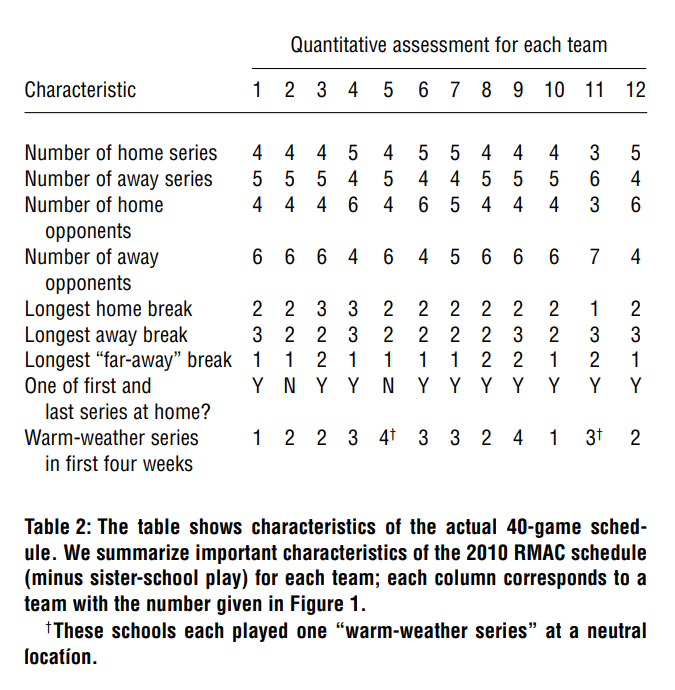 Quantitative assessment for each team
Characteristic 1 2 3 4 5 6 7 8 9 10 11 12
Number of home series 4 4 4 5 4 5 5 4 4 4 3 5
Number of away series 5 5 5 4 5 4 4 5 5 5 6 4
Number of home 4 4 4 6 4 6 5 4 4 4 3 6
opponents
Number of away 6 6 6 4 6 4 5 6 6 6 7 4
opponents
Longest home break 2 2 3 3 2 2 2 2 2 2 1 2
Longest away break 3 2 2 3 2 2 2 2 3 2 3 3
Longest “far-away” break 1 1 2 1 1 1 1 2 2 1 2 1
One of first and Y N Y Y N Y Y Y Y Y Y Y
last series at home?
Warm-weather series 1 2 2 3 4† 3 3 2 4 1 3† 2
in first four weeks
Table 2: The table shows characteristics of the actual 40-game sched-
ule. We summarize important characteristics of the 2010 RMAC schedule
(minus sister-school play) for each team; each column corresponds to a
team with the number given in Figure 1.
†These schools each played one “warm-weather series” at a neutral
locatíon.